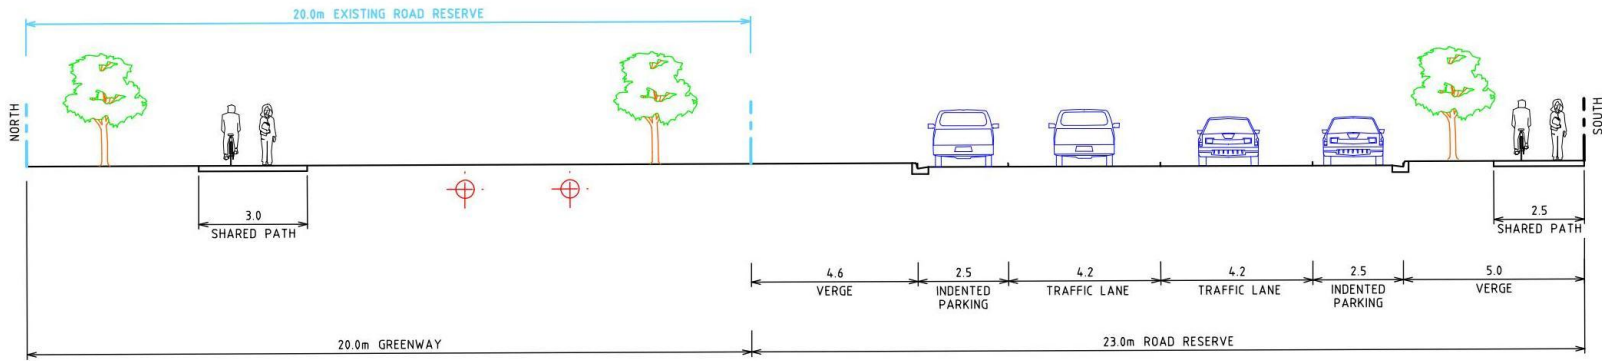 20.0m EXISTING ROAD RESERVE
NORTH
SOUTH
3.0
SHARED PATH
2.5
SHARED PATH
4.6
VERGE
2.5
INDENTED
PARKING
4.2
TRAFFIC LANE
4.2
TRAFFIC LANE
2.5
INDENTED
PARKING
5.0
VERGE
20.0m GREENWAY
23.0m ROAD RESERVE